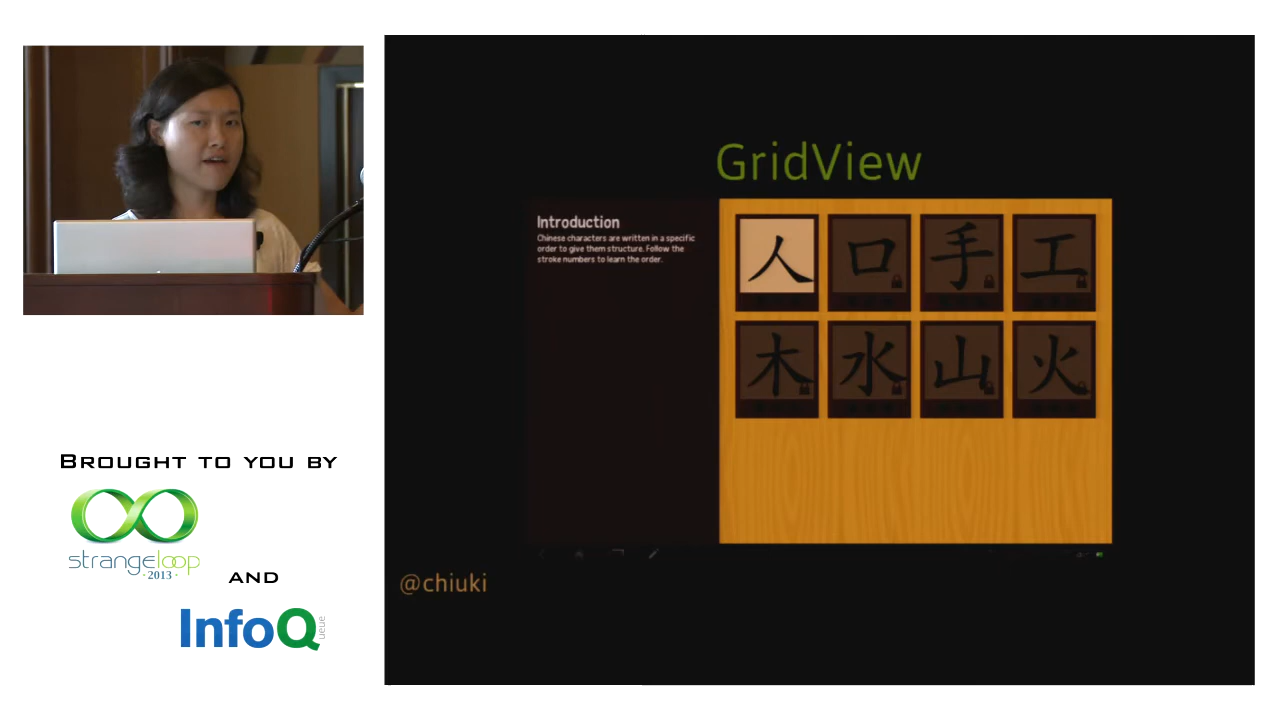 GridView
Introduction
Chinese characters are written in a specific
order to give them structure. Follow the
stroke numbers to learn the order.
人 口 手 工
木 水 山 火
@chiuki
BROUGHT TO YOU BY
strangeloop
·2013·
AND
InfoQ
ueue